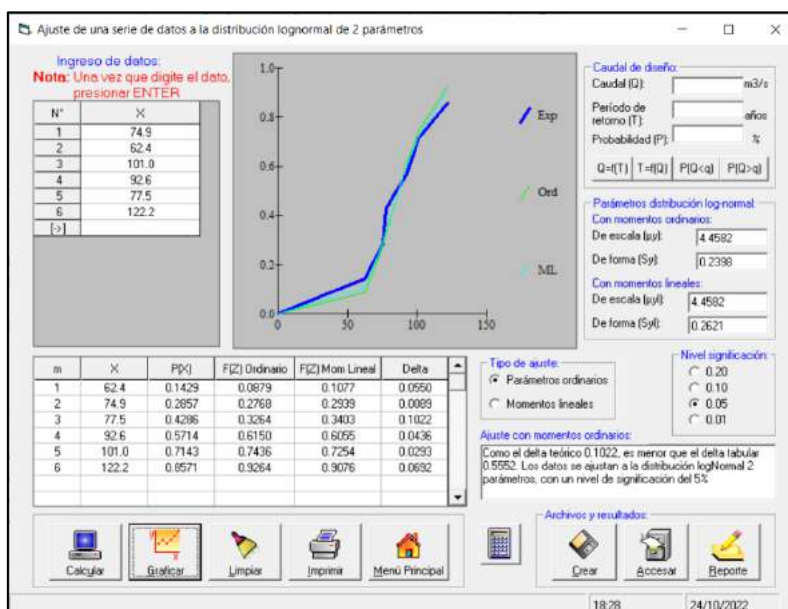 Ajuste de una serie de datos a la distribución lognormal de 2 parámetros
Ingreso de datos:
Nota: Una vez que digite el dato,
presionar ENTER
N° X
1 74.9
2 62.4
3 101.0
4 92.6
5 77.5
6 122.2
[->]
1.0
0.8
0.6
0.4
0.2
0
50
100
150
Exp
Ord
ML
Caudal de diseño:
Caudal (Q): m3/s
Período de
retorno (T): años
Probabilidad (P): %
Q=f(T) T=f(Q) P(Q<q) P(Q>q)
Parámetros distribución log-normal:
Con momentos ordinarios:
De escala (µy): 4.4582
De forma (Sy): 0.2398
Con momentos lineales:
De escala (µyl): 4.4582
De forma (Syl): 0.2621
m X P(X) F(Z) Ordinario F(Z) Mom Lineal Delta
1 62.4 0.1429 0.0879 0.1077 0.0550
2 74.9 0.2857 0.2768 0.2939 0.0089
3 77.5 0.4286 0.3264 0.3403 0.1022
4 92.6 0.5714 0.6150 0.6055 0.0436
5 101.0 0.7143 0.7436 0.7254 0.0293
6 122.2 0.8571 0.9264 0.9076 0.0692
Tipo de ajuste:
Parámetros ordinarios
Momentos lineales
Nivel significación:
0.20
0.10
0.05
0.01
Ajuste con momentos ordinarios:
Como el delta teórico 0.1022, es menor que el delta tabular
0.5552. Los datos se ajustan a la distribución logNormal 2
parámetros, con un nivel de significación del 5%
Calcular
Graficar
Limpiar
Imprimir
Menú Principal
Archivos y resultados:
Crear
Accesar
Reporte
18:28 24/10/2022